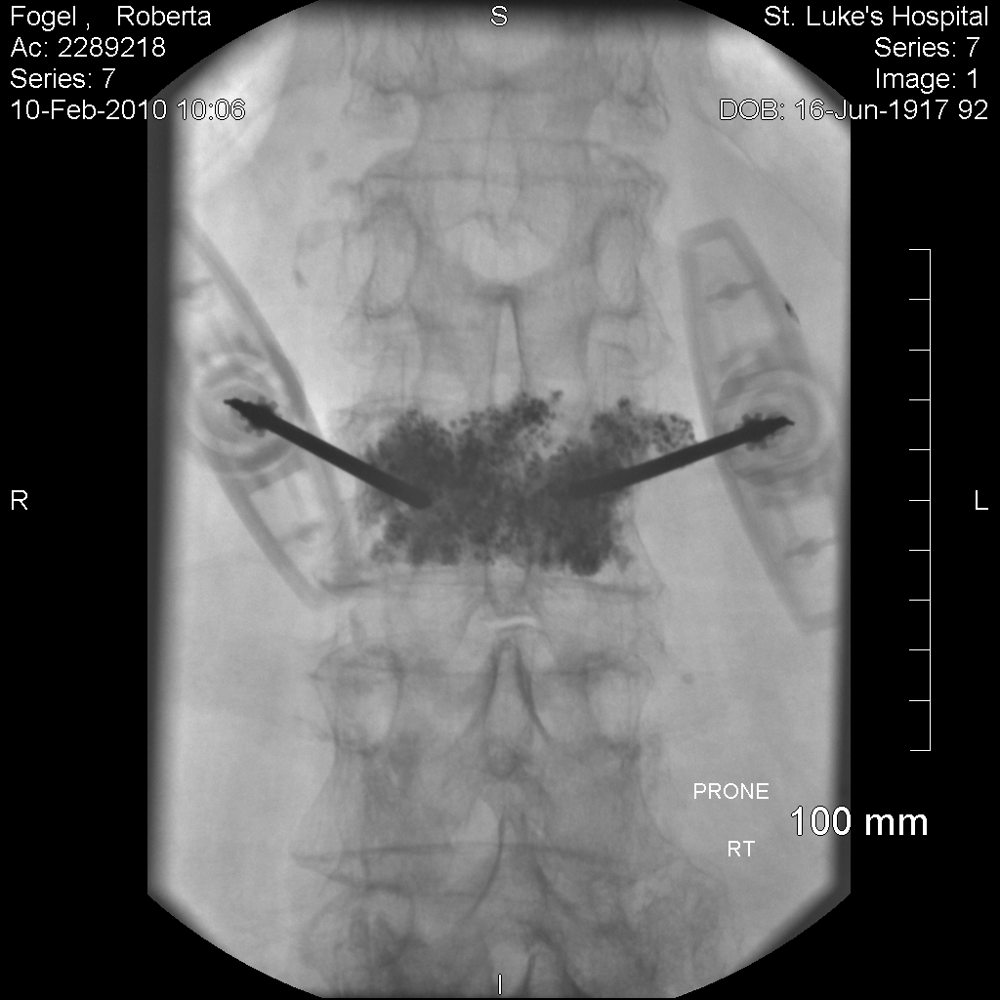 Fogel , Roberta
Ac: 2289218
Series: 7
10-Feb-2010 10:06
S
St. Luke's Hospital
Series: 7
Image: 1
DOB: 16-Jun-1917 92
R
L
PRONE
100 mm
RT
I